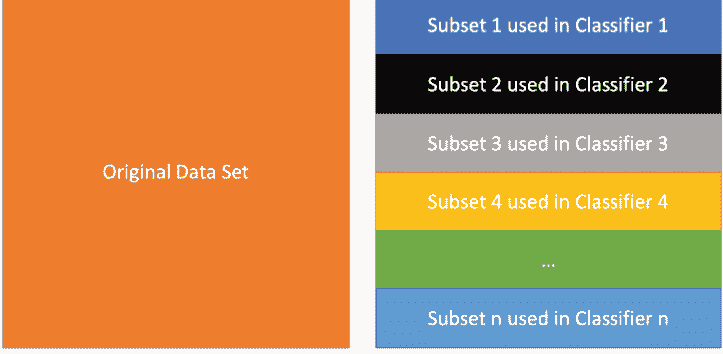 Original Data Set
Subset 1 used in Classifier 1
Subset 2 used in Classifier 2
Subset 3 used in Classifier 3
Subset 4 used in Classifier 4
...
Subset n used in Classifier n